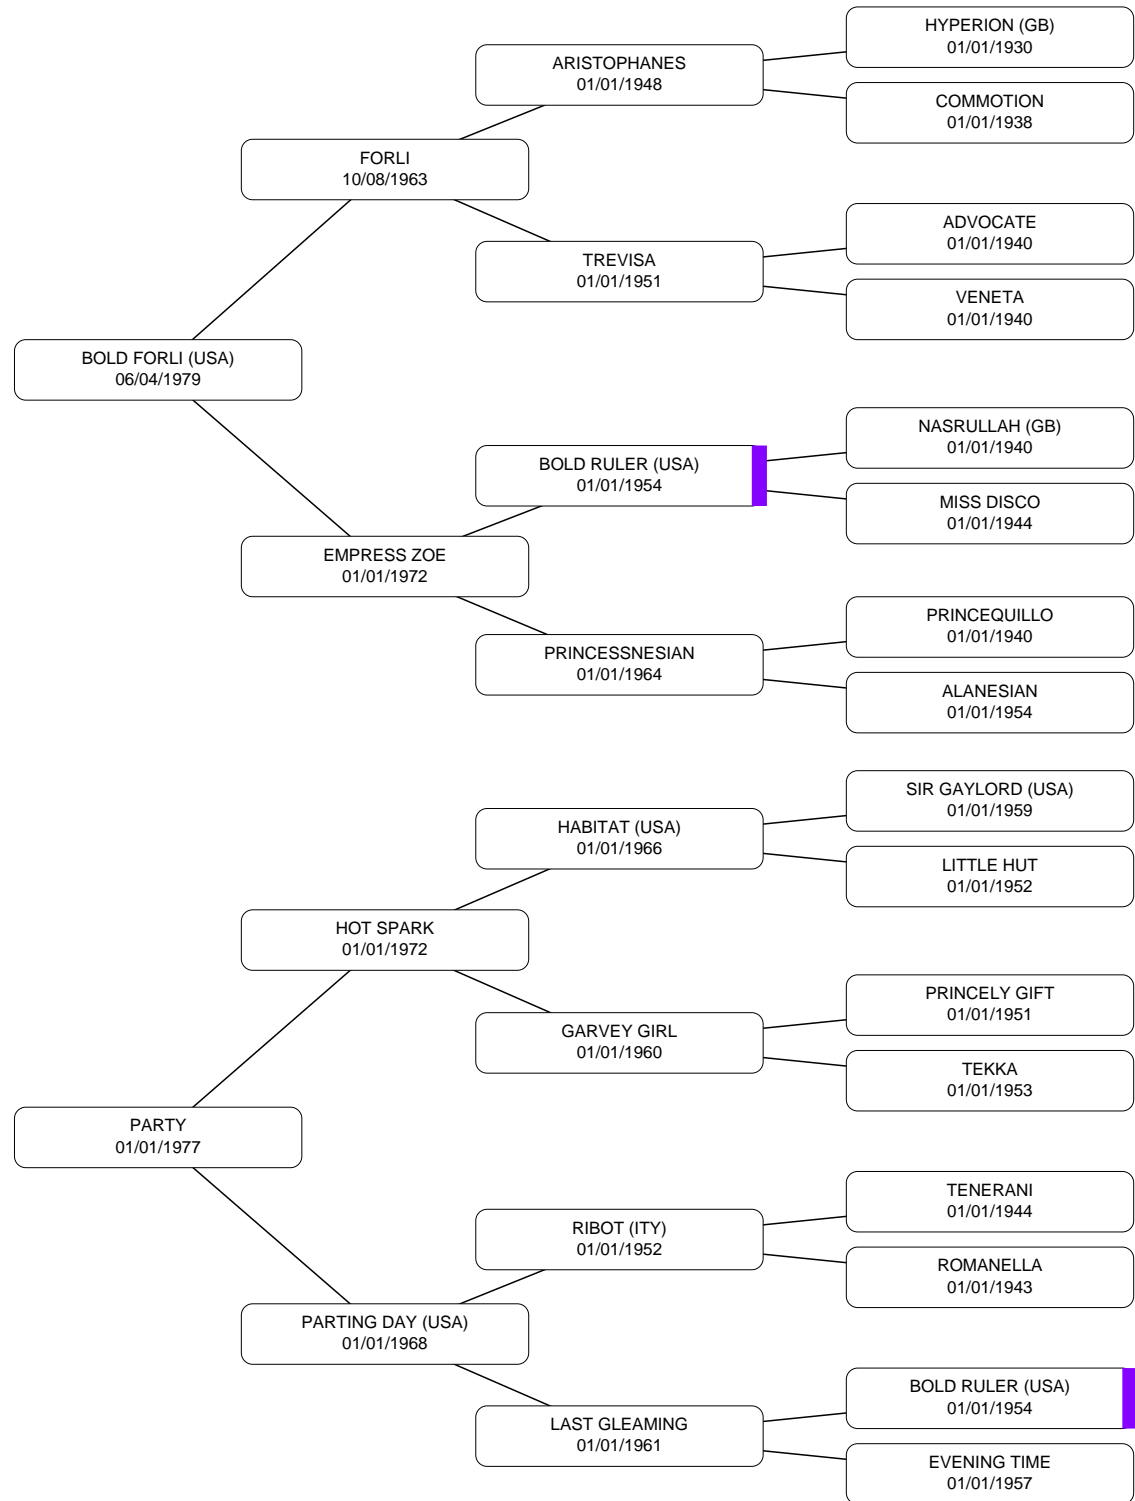 HYPERION (GB)
01/01/1930
ARISTOPHANES
01/01/1948
COMMOTION
01/01/1938
FORLI
10/08/1963
ADVOCATE
01/01/1940
TREVISA
01/01/1951
VENETA
01/01/1940
BOLD FORLI (USA)
06/04/1979
NASRULLAH (GB)
01/01/1940
BOLD RULER (USA)
01/01/1954
MISS DISCO
01/01/1944
EMPRESS ZOE
01/01/1972
PRINCEQUILLO
01/01/1940
PRINCESSNESIAN
01/01/1964
ALANESIAN
01/01/1954
SIR GAYLORD (USA)
01/01/1959
HABITAT (USA)
01/01/1966
LITTLE HUT
01/01/1952
HOT SPARK
01/01/1972
PRINCELY GIFT
01/01/1951
GARVEY GIRL
01/01/1960
TEKKA
01/01/1953
PARTY
01/01/1977
TENERANI
01/01/1944
RIBOT (ITY)
01/01/1952
ROMANELLA
01/01/1943
PARTING DAY (USA)
01/01/1968
BOLD RULER (USA)
01/01/1954
LAST GLEAMING
01/01/1961
EVENING TIME
01/01/1957